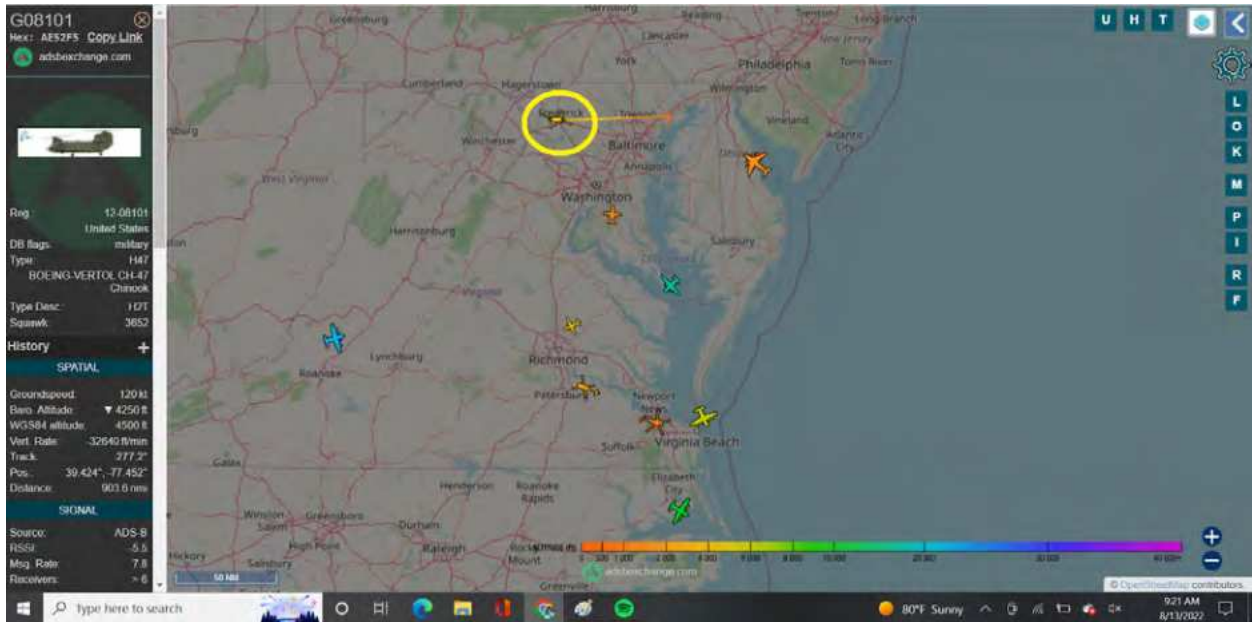 G08101
Hex: AE52F5 Copy Link
adsbexchange.com
Reg.: 12-08101
United States
DB flags: military
Type: H47
BOEING-VERTOL CH-47
Chinook
Type Desc.: H2T
Squawk: 3652
History +
SPATIAL
Groundspeed: 120 kt
Baro. Altitude: ▼ 4250 ft
WGS84 altitude: 4500 ft
Vert. Rate: -32640 ft/min
Track: 277.2°
Pos.: 39.424°, -77.452°
Distance: 903.6 nmi
SIGNAL
Source: ADS-B
RSSI: -5.5
Msg. Rate: 7.8
Receivers: > 6
Greensburg
Harrisburg
Reading
Trenton
Long Branch
Lancaster
New Jersey
York
Philadelphia
Toms River
Cumberland
Hagerstown
Wilmington
Frederick
Towson
Vineland
Atlantic
City
Winchester
Baltimore
Annapolis
West Virginia
Washington
Harrisonburg
Salisbury
Virginia
Lynchburg
Roanoke
Richmond
Petersburg
Newport
News
Virginia Beach
Suffolk
Galax
Elizabeth
City
Henderson
Roanoke
Rapids
Winston
Salem
Greensboro
Durham
High Point
Raleigh
Rocky
Mount
Hickory
Salisbury
Greenville
50 NM
adsbexchange.com
© OpenStreetMap contributors.
U H T
L
O
K
M
P
I
R
F
Type here to search
80°F Sunny
9:21 AM
8/13/2022